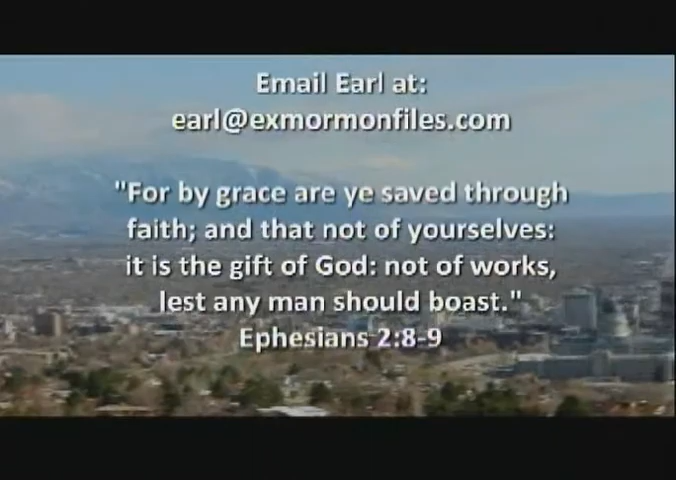 Email Earl at:
earl@exmormonfiles.com
"For by grace are ye saved through
faith; and that not of yourselves:
it is the gift of God: not of works,
lest any man should boast."
Ephesians 2:8-9